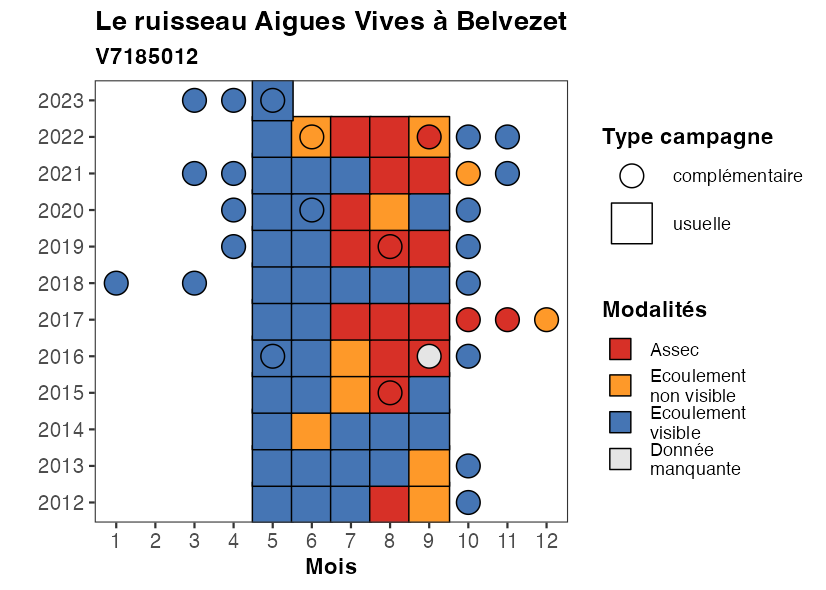 Le ruisseau Aigues Vives à Belvezet
V7185012
2023
2022
2021
2020
2019
2018
2017
2016
2015
2014
2013
2012
1 2 3 4 5 6 7 8 9 10 11 12
Mois
Type campagne
complémentaire
usuelle
Modalités
Assec
Ecoulement
non visible
Ecoulement
visible
Donnée
manquante